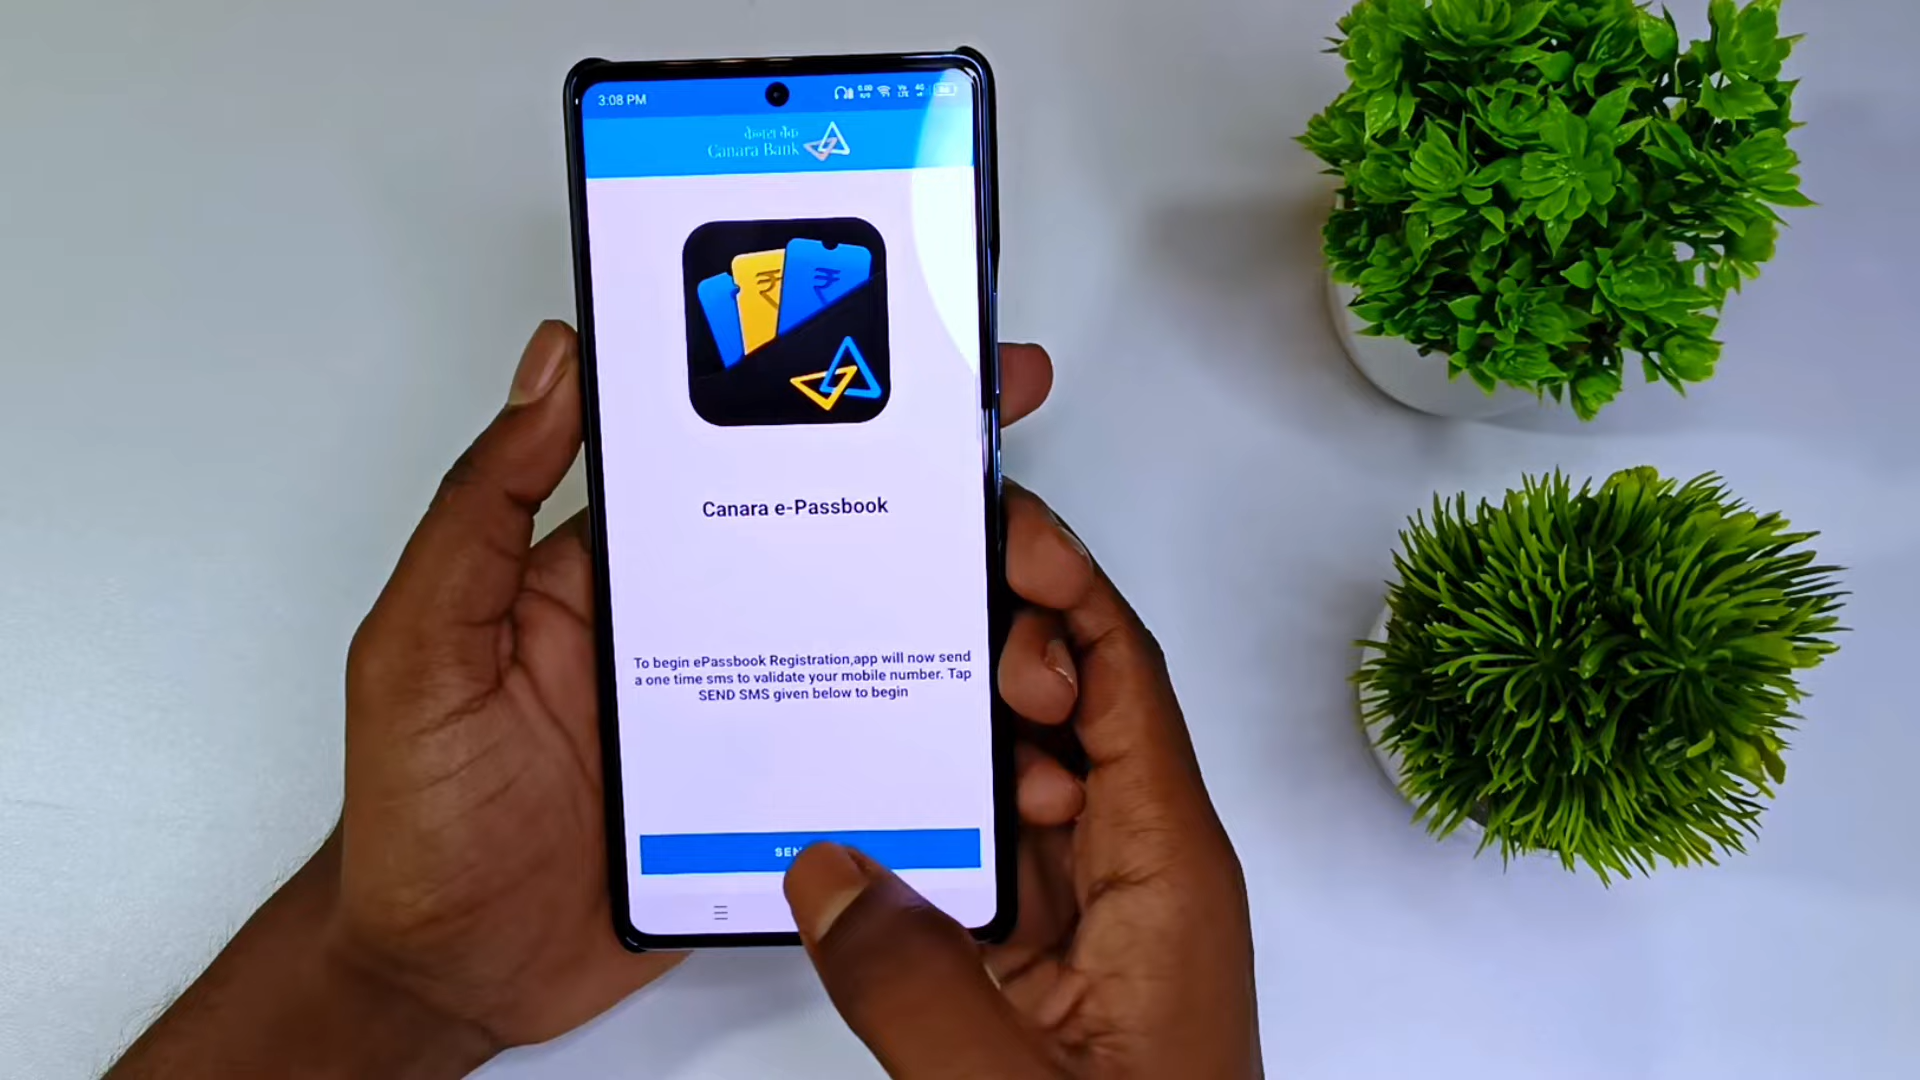 3:08 PM
केनरा बैंक
Canara Bank
Canara e-Passbook
To begin ePassbook Registration,app will now send
a one time sms to validate your mobile number. Tap
SEND SMS given below to begin